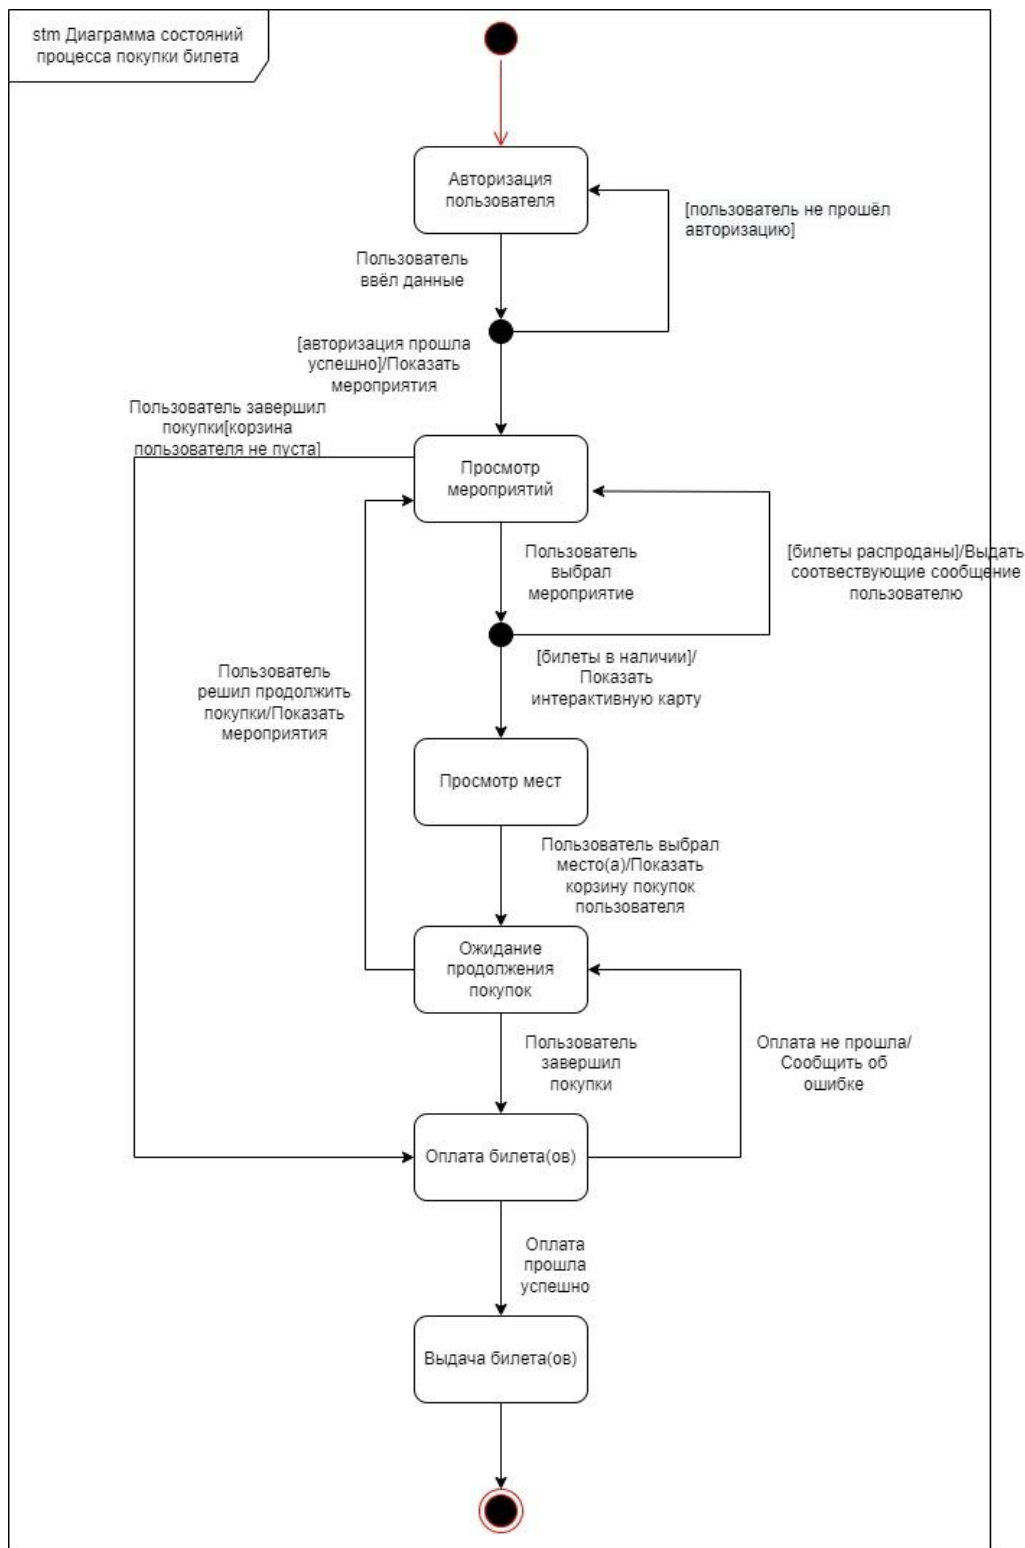 stm Диаграмма состояний
процесса покупки билета
Авторизация
пользователя
[пользователь не прошёл
авторизацию]
Пользователь
ввёл данные
[авторизация прошла
успешно]/Показать
мероприятия
Пользователь завершил
покупки[корзина
пользователя не пуста]
Просмотр
мероприятий
Пользователь
выбрал
мероприятие
[билеты распроданы]/Выдать
соотвествующие сообщение
пользователю
[билеты в наличии]/
Показать
интерактивную карту
Пользователь
решил продолжить
покупки/Показать
мероприятия
Просмотр мест
Пользователь выбрал
место(а)/Показать
корзину покупок
пользователя
Ожидание
продолжения
покупок
Пользователь
завершил
покупки
Оплата не прошла/
Сообщить об
ошибке
Оплата билета(ов)
Оплата
прошла
успешно
Выдача билета(ов)